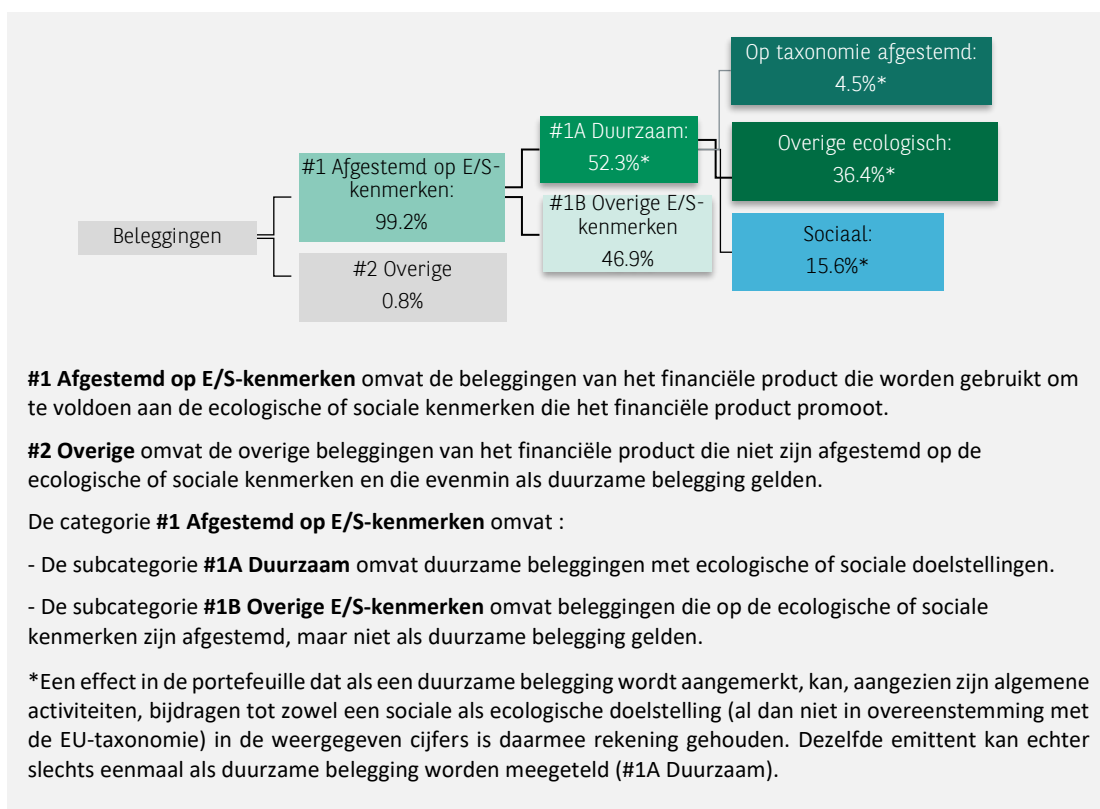 Op taxonomie afgestemd:
4.5%*
#1A Duurzaam:
52.3%*
Overige ecologisch:
36.4%*
#1 Afgestemd op E/S-
kenmerken:
99.2%
#1B Overige E/S-
kenmerken
46.9%
Beleggingen
Sociaal:
15.6%*
#2 Overige
0.8%
#1 Afgestemd op E/S-kenmerken omvat de beleggingen van het financiële product die worden gebruikt om
te voldoen aan de ecologische of sociale kenmerken die het financiële product promoot.
#2 Overige omvat de overige beleggingen van het financiële product die niet zijn afgestemd op de
ecologische of sociale kenmerken en die evenmin als duurzame belegging gelden.
De categorie #1 Afgestemd op E/S-kenmerken omvat :
- De subcategorie #1A Duurzaam omvat duurzame beleggingen met ecologische of sociale doelstellingen.
- De subcategorie #1B Overige E/S-kenmerken omvat beleggingen die op de ecologische of sociale
kenmerken zijn afgestemd, maar niet als duurzame belegging gelden.
*Een effect in de portefeuille dat als een duurzame belegging wordt aangemerkt, kan, aangezien zijn algemene
activiteiten, bijdragen tot zowel een sociale als ecologische doelstelling (al dan niet in overeenstemming met
de EU-taxonomie) in de weergegeven cijfers is daarmee rekening gehouden. Dezelfde emittent kan echter
slechts eenmaal als duurzame belegging worden meegeteld (#1A Duurzaam).